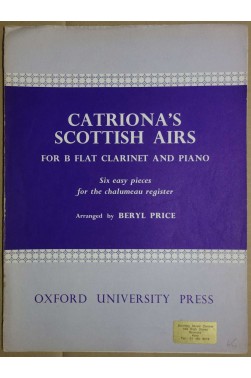 CATRIONA'S
SCOTTISH AIRS
FOR B FLAT CLARINET AND PIANO
Six easy pieces
for the chalumeau register
Arranged by BERYL PRICE
OXFORD UNIVERSITY PRESS